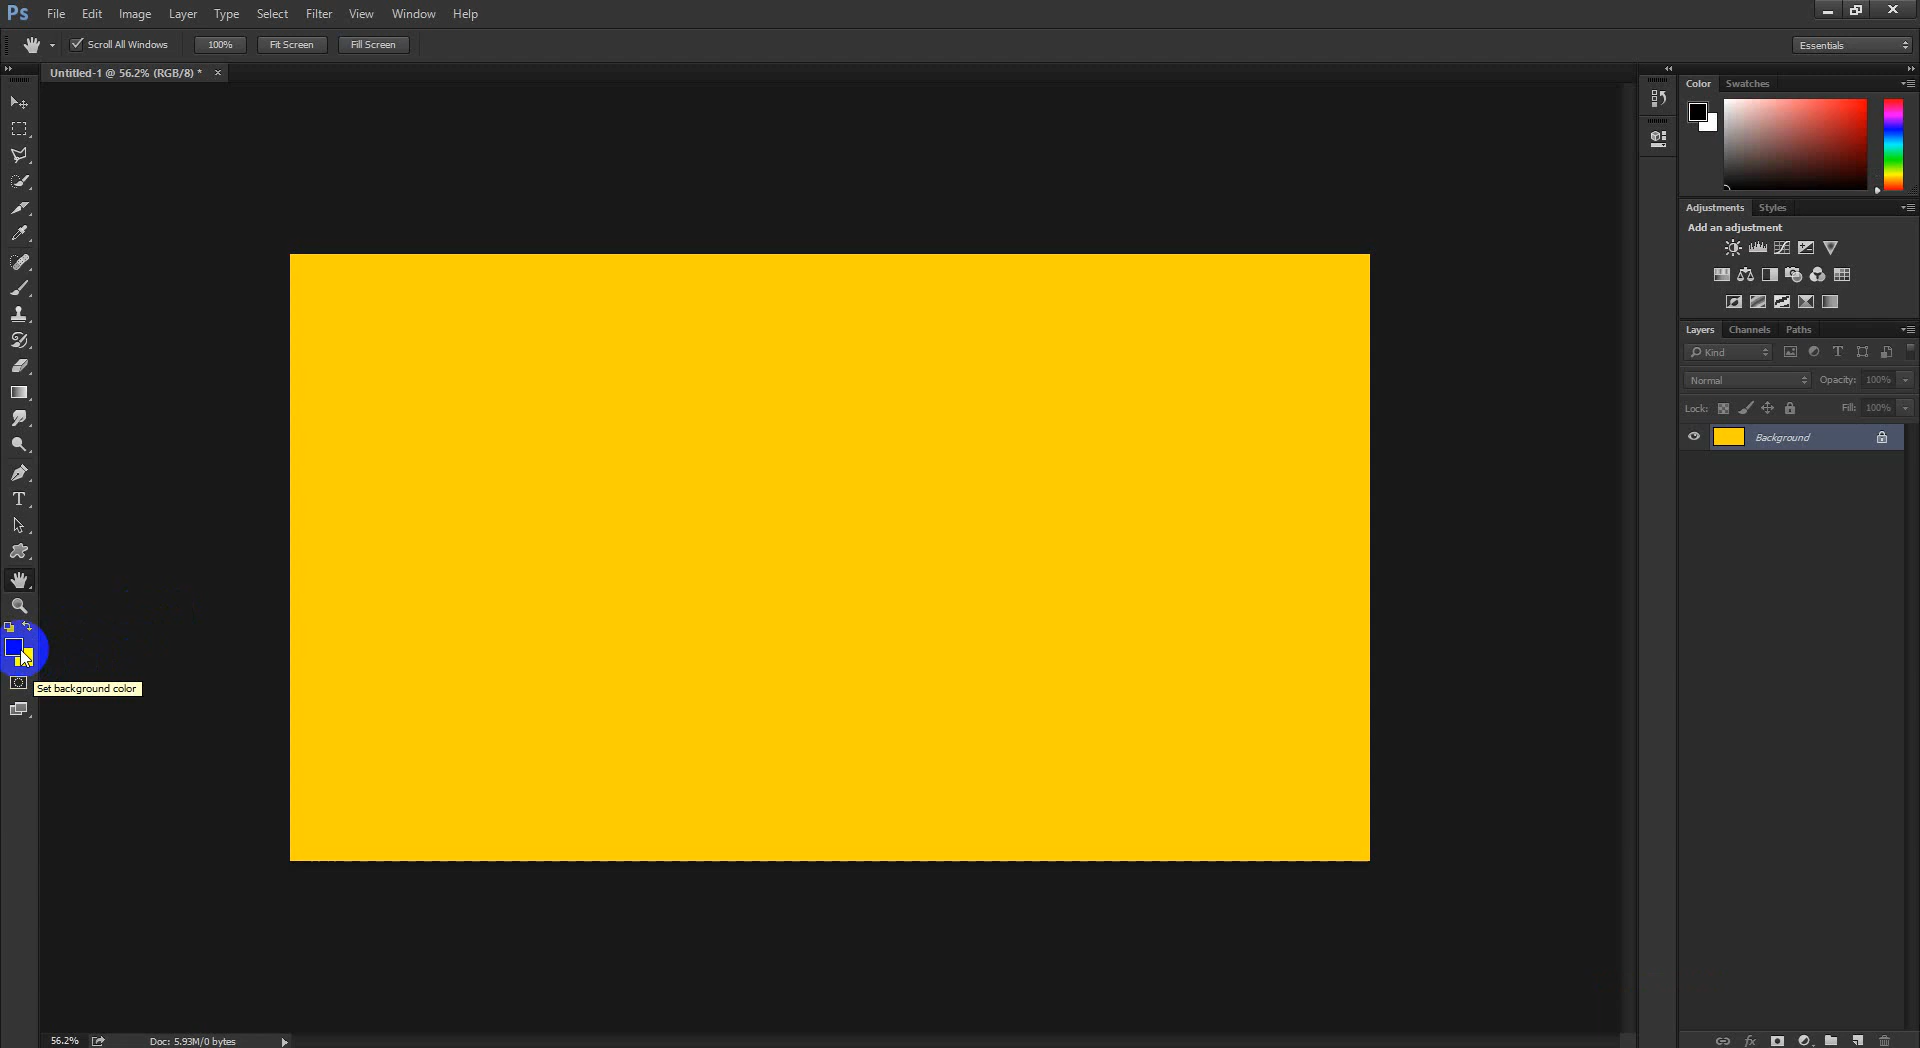 Ps File Edit Image Layer Type Select Filter View Window Help
Scroll All Windows 100% Fit Screen Fill Screen Essentials
Untitled-1 @ 56.2% (RGB/8) * ×
Color Swatches
Adjustments Styles
Add an adjustment
Layers Channels Paths
Kind T
Normal Opacity: 100%
Lock: Fill: 100%
Background
T
Set background color
56.2% Doc: 5.93M/0 bytes fx